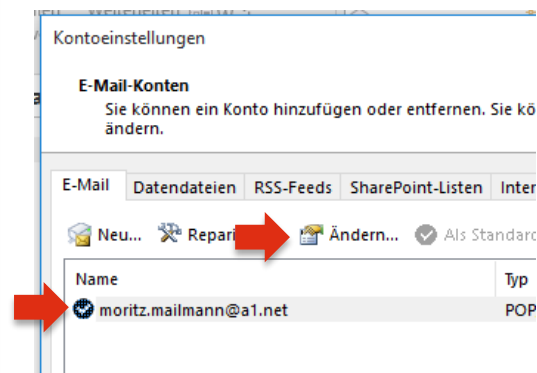 Kontoeinstellungen
E-Mail-Konten
Sie können ein Konto hinzufügen oder entfernen. Sie kö
ändern.
E-Mail Datendateien RSS-Feeds SharePoint-Listen Inter
Neu... Repari Ändern... Als Standard
Name Typ
moritz.mailmann@a1.net POP